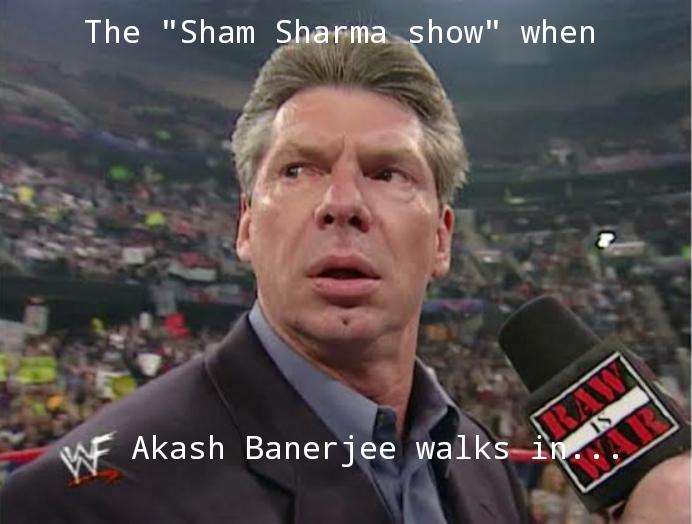 The "Sham Sharma show" when
Akash Banerjee walks in...
RAW
IS
WAR
WF